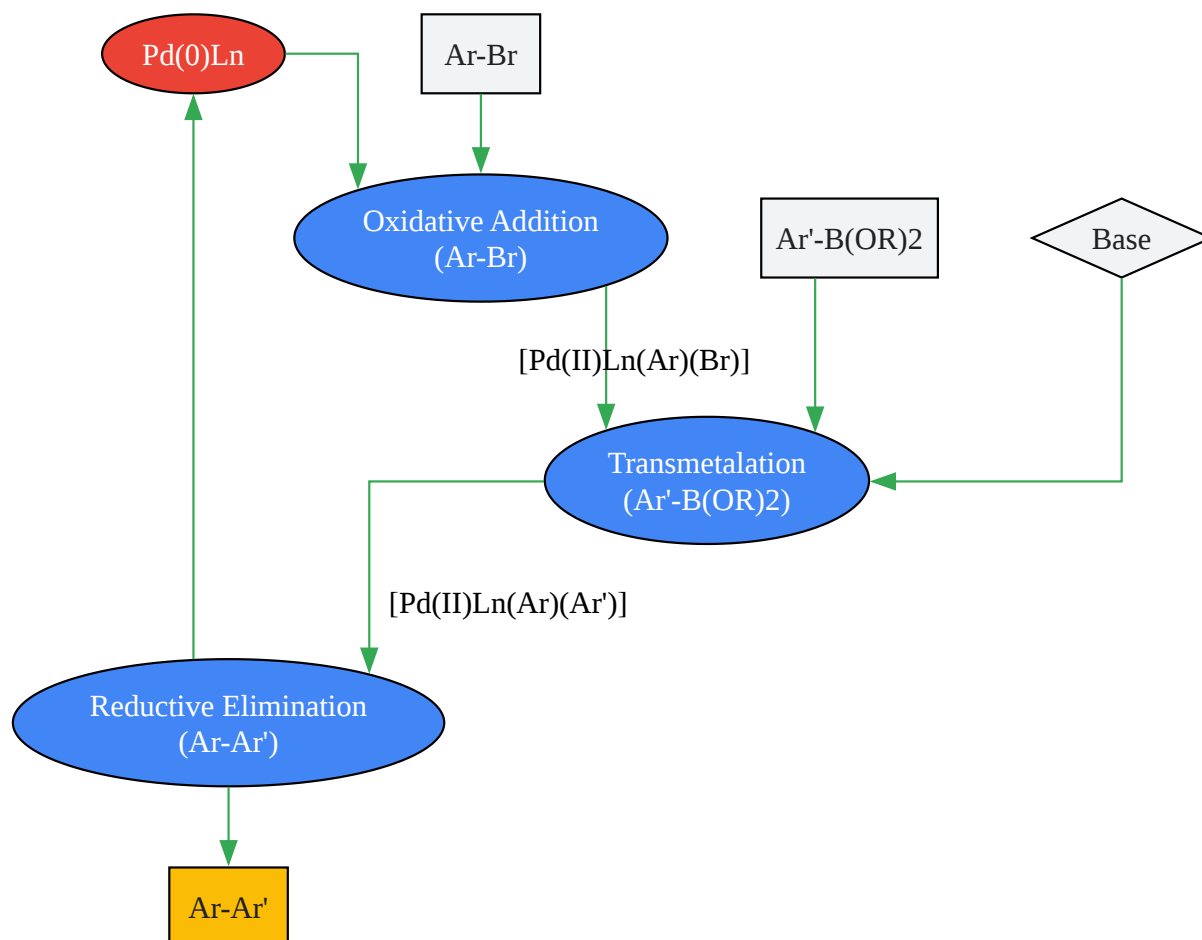 Pd(0)Ln
Ar-Br
Oxidative Addition
(Ar-Br)
Ar'-B(OR)2
Base
[Pd(II)Ln(Ar)(Br)]
Transmetalation
(Ar'-B(OR)2)
[Pd(II)Ln(Ar)(Ar')]
Reductive Elimination
(Ar-Ar')
Ar-Ar'